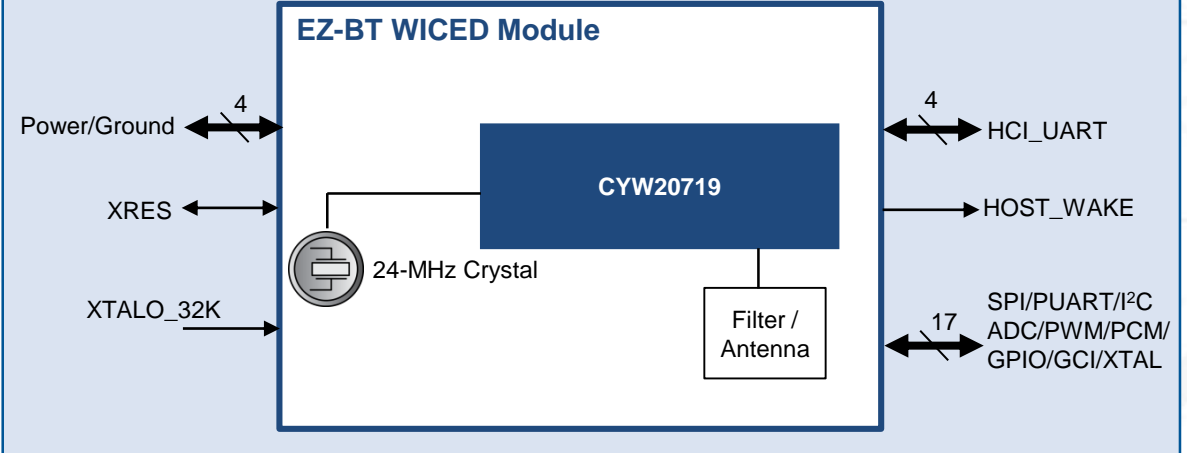 EZ-BT WICED Module
4
Power/Ground
XRES
XTALO_32K
CYW20719
24-MHz Crystal
Filter /
Antenna
4
HCI_UART
HOST_WAKE
17
SPI/PUART/I²C
ADC/PWM/PCM/
GPIO/GCI/XTAL